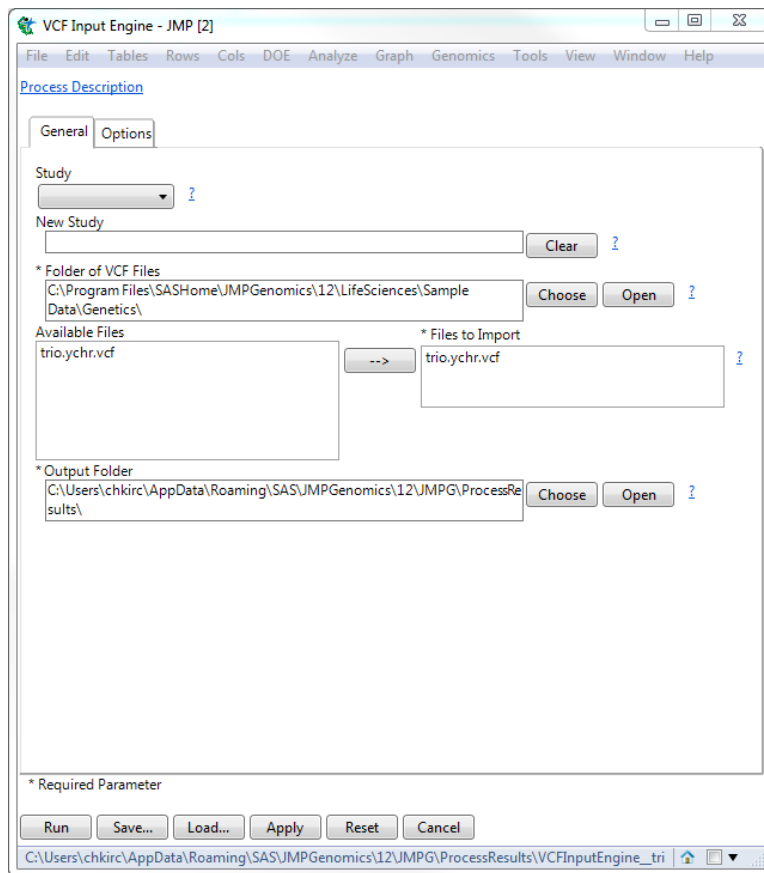 VCF Input Engine - JMP [2]
File Edit Tables Rows Cols DOE Analyze Graph Genomics Tools View Window Help
Process Description
General Options
Study
?
New Study
Clear ?
* Folder of VCF Files
C:\Program Files\SASHome\JMPGenomics\12\LifeSciences\Sample
Data\Genetics\
Choose Open ?
Available Files
* Files to Import
trio.ychr.vcf
-->
trio.ychr.vcf
?
* Output Folder
C:\Users\chkirc\AppData\Roaming\SAS\JMPGenomics\12\JMPG\ProcessRe
sults\
Choose Open ?
* Required Parameter
Run Save... Load... Apply Reset Cancel
C:\Users\chkirc\AppData\Roaming\SAS\JMPGenomics\12\JMPG\ProcessResults\VCFInputEngine__tri